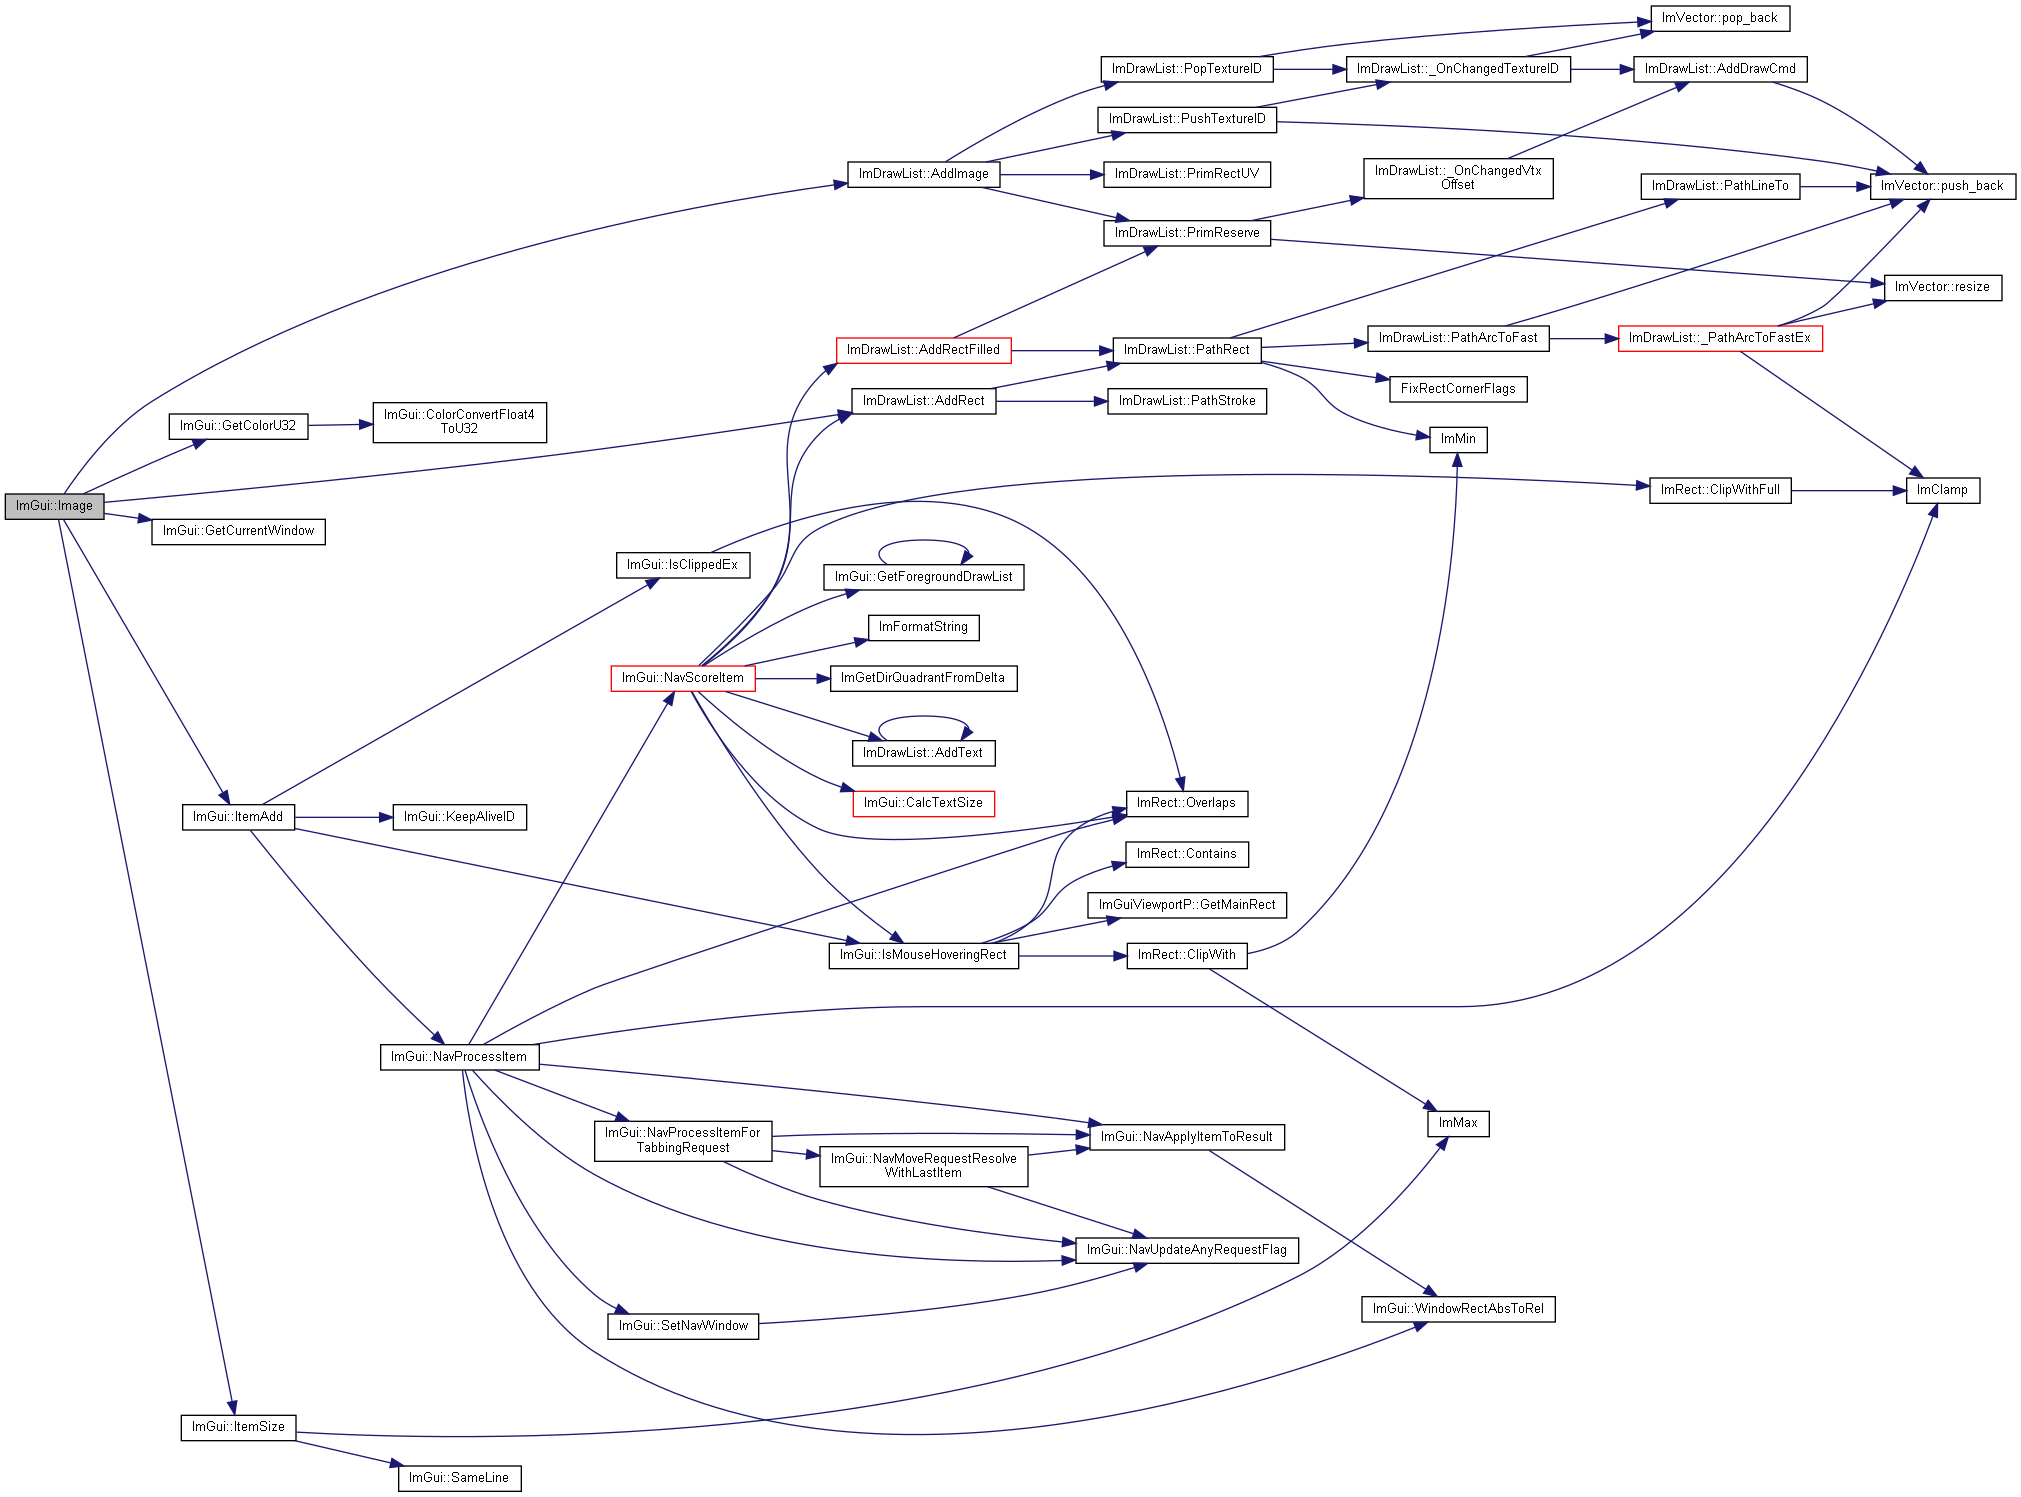 ImVector::pop_back
ImDrawList::PopTextureID
ImDrawList::_OnChangedTextureID
ImDrawList::AddDrawCmd
ImDrawList::PushTextureID
ImDrawList::AddImage
ImDrawList::PrimRectUV
ImDrawList::_OnChangedVtx
Offset
ImDrawList::PathLineTo
ImVector::push_back
ImDrawList::PrimReserve
ImVector::resize
ImDrawList::AddRectFilled
ImDrawList::PathRect
ImDrawList::PathArcToFast
ImDrawList::_PathArcToFastEx
FixRectCornerFlags
ImDrawList::AddRect
ImDrawList::PathStroke
ImGui::GetColorU32
ImGui::ColorConvertFloat4
ToU32
ImMin
ImRect::ClipWithFull
ImClamp
ImGui::Image
ImGui::GetCurrentWindow
ImGui::IsClippedEx
ImGui::GetForegroundDrawList
ImFormatString
ImGui::NavScoreItem
ImGetDirQuadrantFromDelta
ImDrawList::AddText
ImGui::CalcTextSize
ImRect::Overlaps
ImGui::ItemAdd
ImGui::KeepAliveID
ImRect::Contains
ImGuiViewportP::GetMainRect
ImGui::IsMouseHoveringRect
ImRect::ClipWith
ImGui::NavProcessItem
ImMax
ImGui::NavProcessItemFor
TabbingRequest
ImGui::NavApplyItemToResult
ImGui::NavMoveRequestResolve
WithLastItem
ImGui::NavUpdateAnyRequestFlag
ImGui::WindowRectAbsToRel
ImGui::SetNavWindow
ImGui::ItemSize
ImGui::SameLine